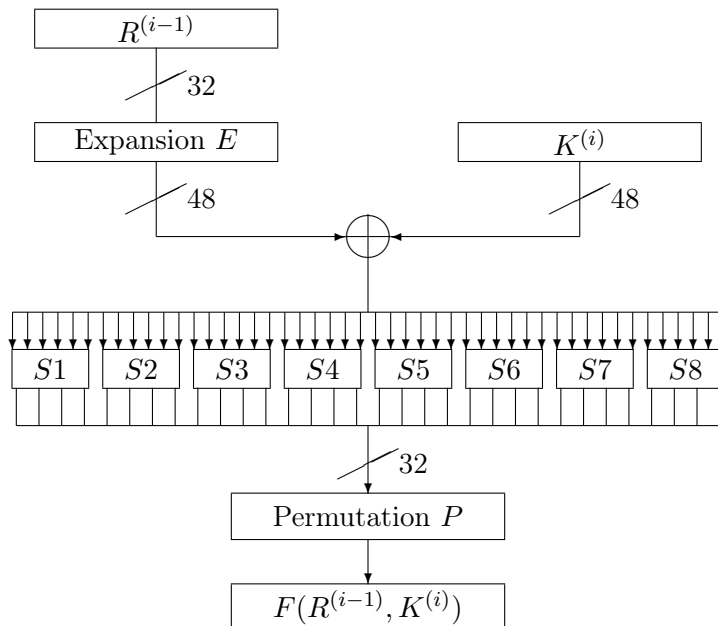 R^{(i−1)}
32
Expansion E
K^{(i)}
48
48
S1 S2 S3 S4 S5 S6 S7 S8
32
Permutation P
F(R^{(i−1)}, K^{(i)})